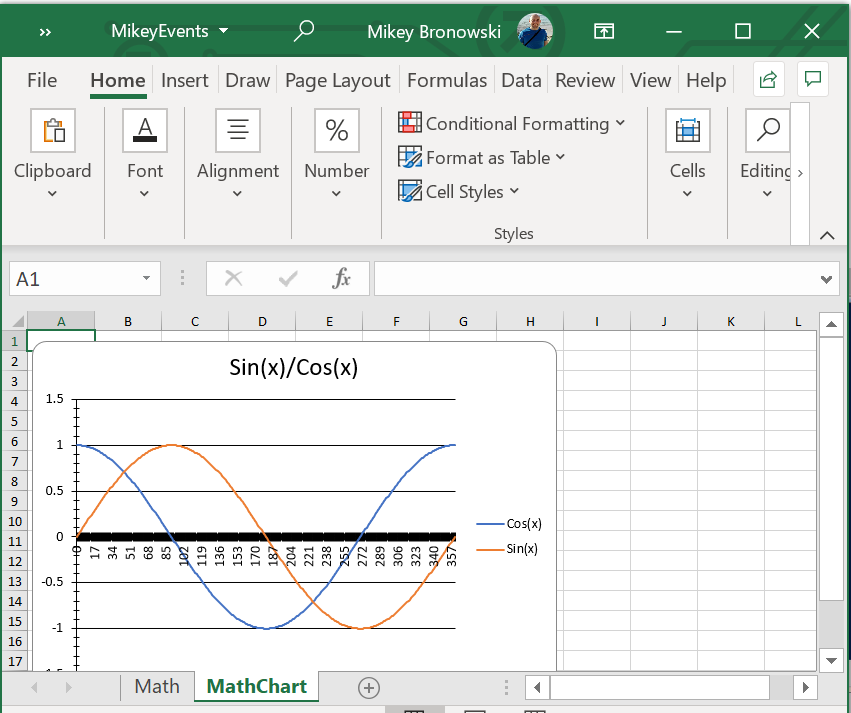 MikeyEvents
Mikey Bronowski
File Home Insert Draw Page Layout Formulas Data Review View Help
Conditional Formatting
Format as Table
Cell Styles
Clipboard Font Alignment Number Cells Editing
Styles
A1 fx
A B C D E F G H I J K L
1
2
3
4
5
6
7
8
9
10
11
12
13
14
15
16
17
Sin(x)/Cos(x)
1.5
1
0.5
0
-0.5
-1
-1.5
0 17 34 51 68 85 102 119 136 153 170 187 204 221 238 255 272 289 306 323 340 357
Cos(x)
Sin(x)
Math MathChart